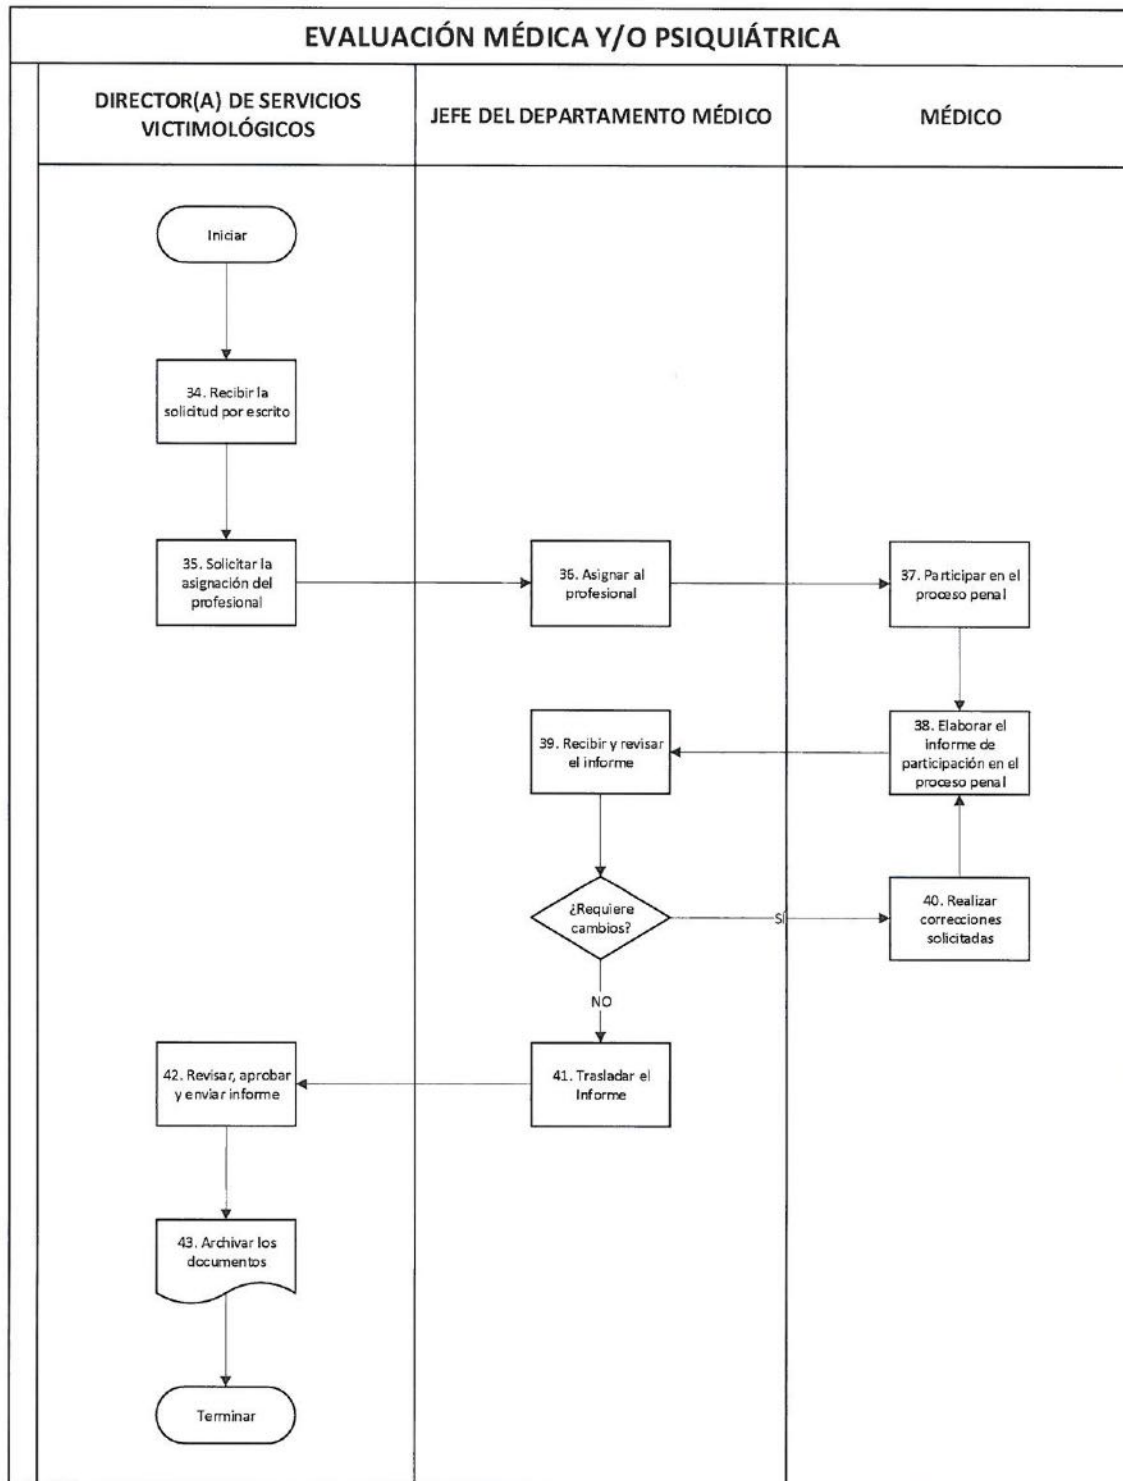 EVALUACIÓN MÉDICA Y/O PSIQUIÁTRICA
DIRECTOR(A) DE SERVICIOS
VICTIMOLÓGICOS
JEFE DEL DEPARTAMENTO MÉDICO
MÉDICO
Iniciar
34. Recibir la
solicitud por escrito
35. Solicitar la
asignación del
profesional
36. Asignar al
profesional
37. Participar en el
proceso penal
38. Elaborar el
informe de
participación en el
proceso penal
39. Recibir y revisar
el informe
¿Requiere
cambios?
SÍ
40. Realizar
correcciones
solicitadas
NO
41. Trasladar el
Informe
42. Revisar, aprobar
y enviar informe
43. Archivar los
documentos
Terminar